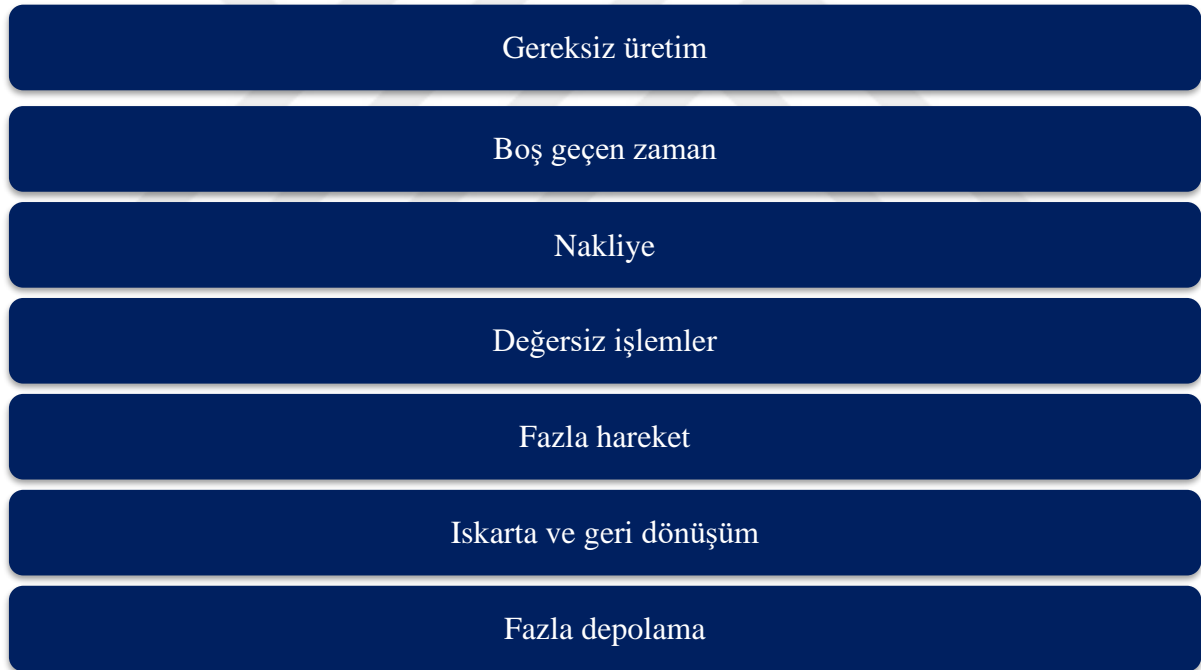 Gereksiz üretim
Boş geçen zaman
Nakliye
Değersiz işlemler
Fazla hareket
Iskarta ve geri dönüşüm
Fazla depolama